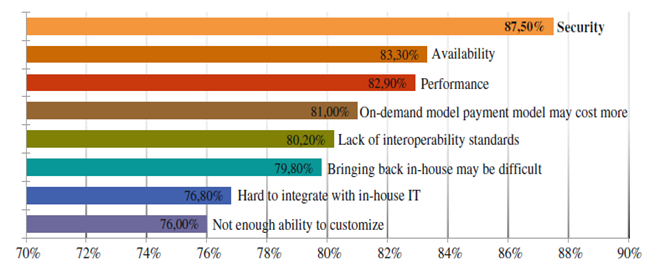 87,50% Security
83,30% Availability
82,90% Performance
81,00% On-demand model payment model may cost more
80,20% Lack of interoperability standards
79,80% Bringing back in-house may be difficult
76,80% Hard to integrate with in-house IT
76,00% Not enough ability to customize
70% 72% 74% 76% 78% 80% 82% 84% 86% 88% 90%